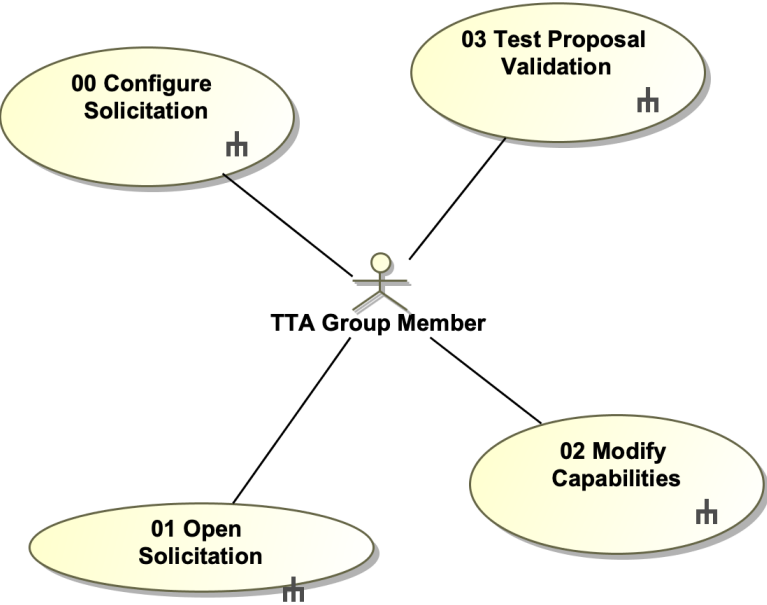 00 Configure
Solicitation
03 Test Proposal
Validation
TTA Group Member
01 Open
Solicitation
02 Modify
Capabilities